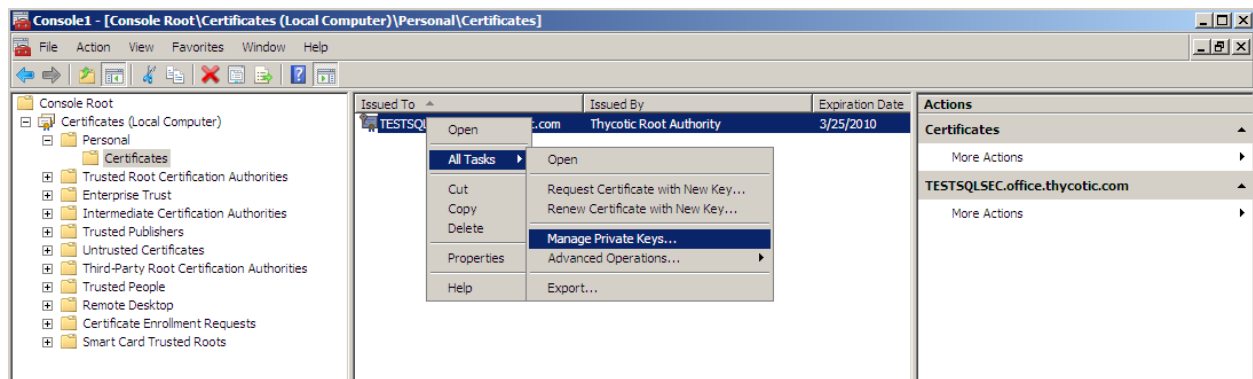 Console1 - [Console Root\Certificates (Local Computer)\Personal\Certificates]
File Action View Favorites Window Help
Console Root
Certificates (Local Computer)
Personal
Certificates
Trusted Root Certification Authorities
Enterprise Trust
Intermediate Certification Authorities
Trusted Publishers
Untrusted Certificates
Third-Party Root Certification Authorities
Trusted People
Remote Desktop
Certificate Enrollment Requests
Smart Card Trusted Roots
Issued To Issued By Expiration Date
.com Thycotic Root Authority 3/25/2010
Open
All Tasks
Cut
Copy
Delete
Properties
Help
Open
Request Certificate with New Key...
Renew Certificate with New Key...
Manage Private Keys...
Advanced Operations...
Export...
Actions
Certificates
More Actions
TESTSQLSEC.office.thycotic.com
More Actions